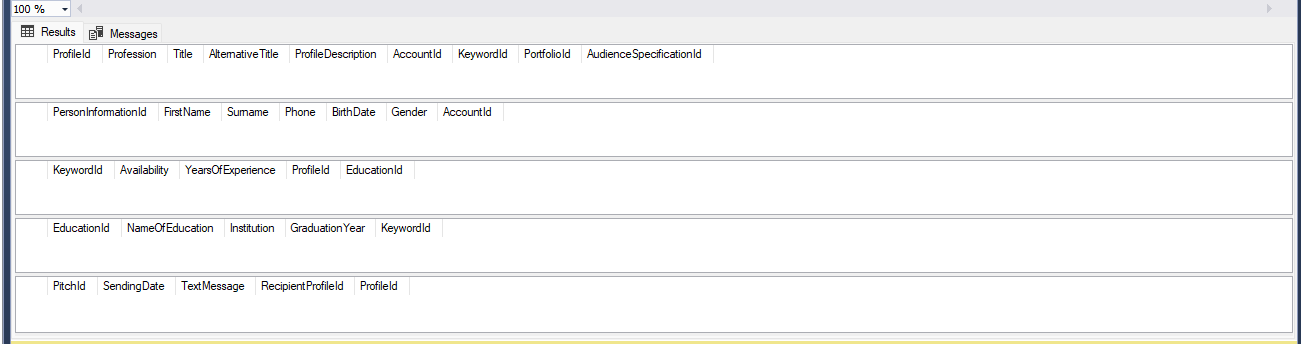 100 %
Results Messages
ProfileId Profession Title AlternativeTitle ProfileDescription AccountId KeywordId PortfolioId AudienceSpecificationId
PersonInformationId FirstName Surname Phone BirthDate Gender AccountId
KeywordId Availability YearsOfExperience ProfileId EducationId
EducationId NameOfEducation Institution GraduationYear KeywordId
PitchId SendingDate TextMessage RecipientProfileId ProfileId